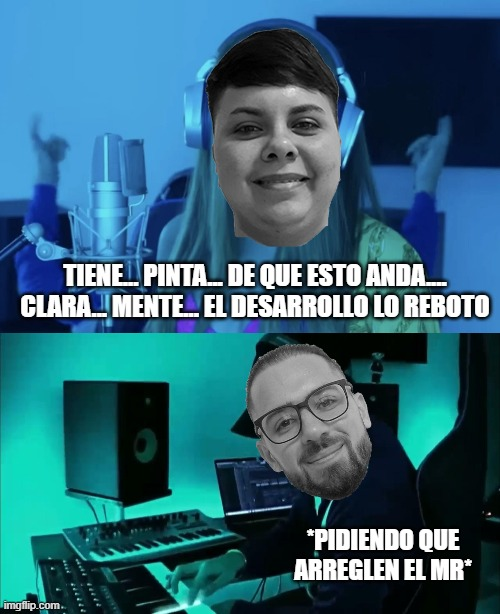 TIENE... PINTA... DE QUE ESTO ANDA....
CLARA... MENTE... EL DESARROLLO LO REBOTO
*PIDIENDO QUE
ARREGLEN EL MR*
imgflip.com